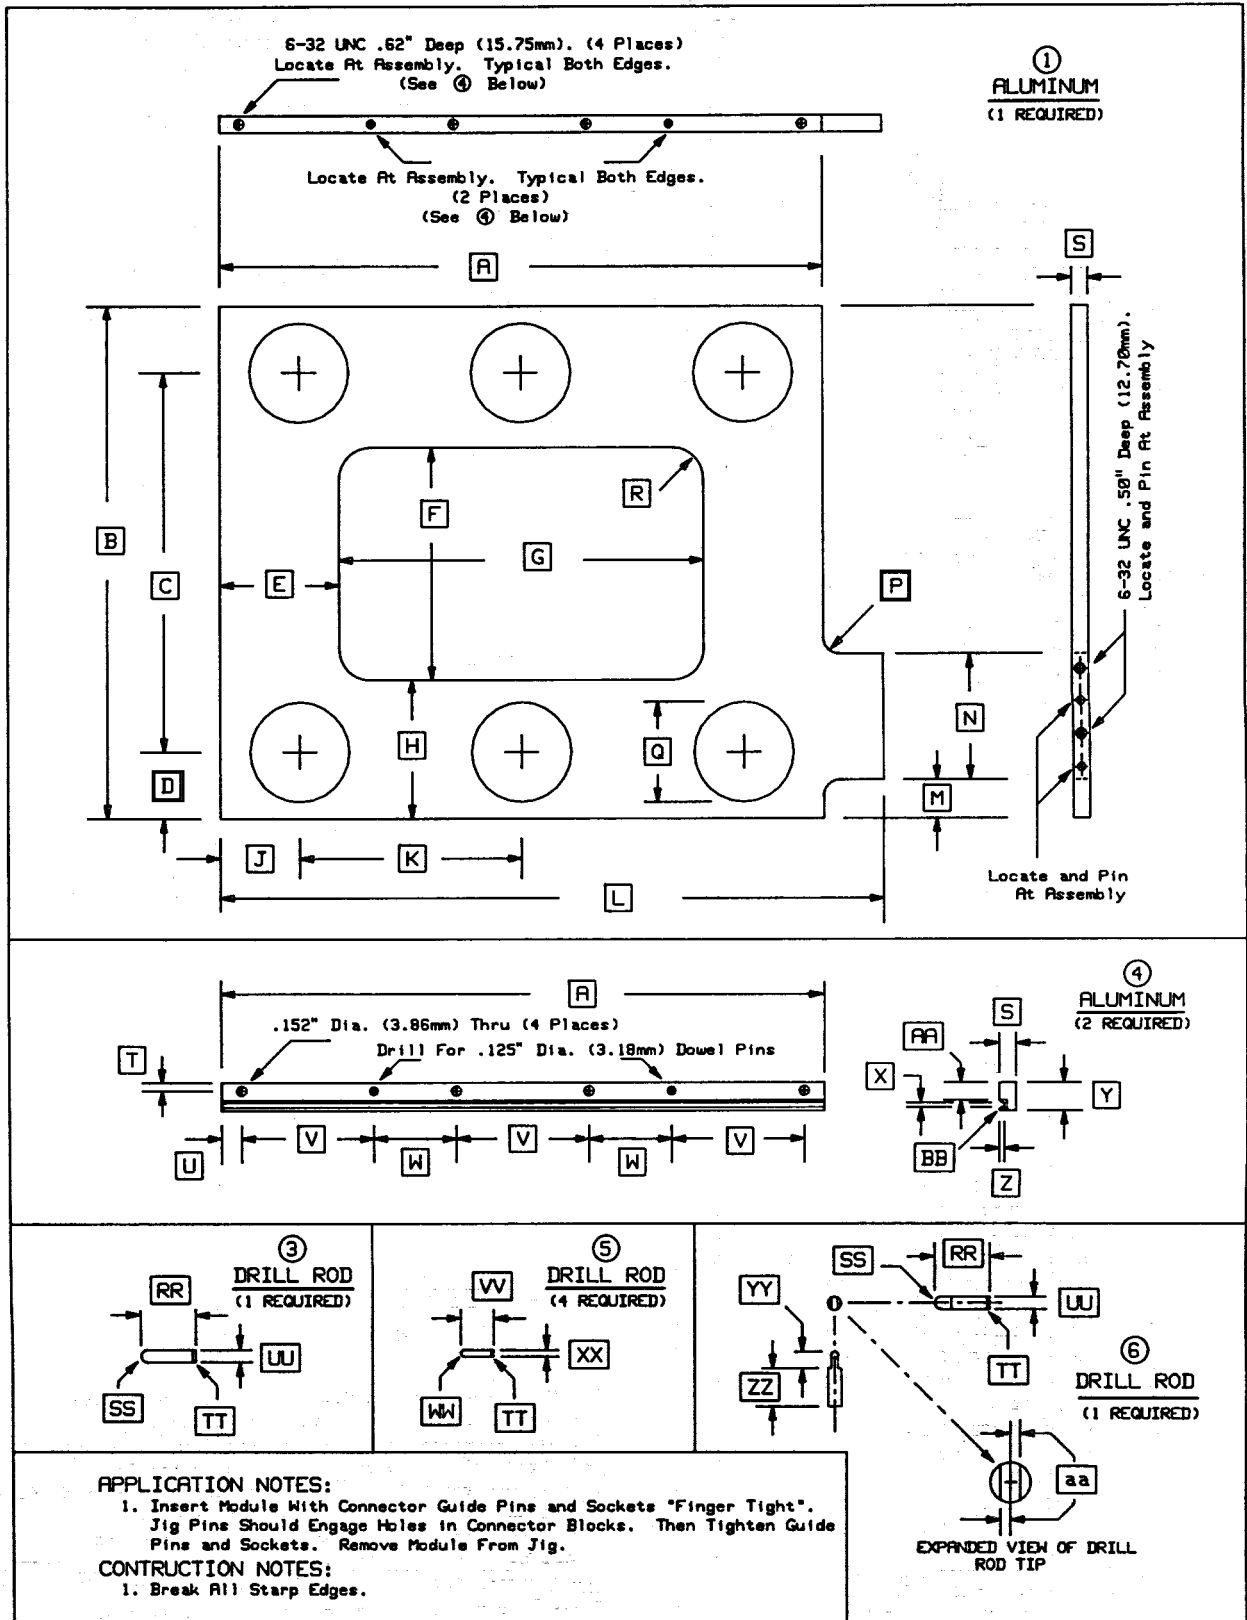 6-32 UNC .62" Deep (15.75mm). (4 Places)
Locate At Assembly. Typical Both Edges.
(See ④ Below)
①
ALUMINUM
(1 REQUIRED)
Locate At Assembly. Typical Both Edges.
(2 Places)
(See ④ Below)
A
S
6-32 UNC .50" Deep (12.70mm).
Locate and Pin At Assembly
B
C
F
R
G
E
P
D
H
Q
N
M
J
K
L
Locate and Pin
At Assembly
④
ALUMINUM
(2 REQUIRED)
A
.152" Dia. (3.86mm) Thru (4 Places)
Drill For .125" Dia. (3.18mm) Dowel Pins
T
U
V
W
V
W
V
S
AA
X
Y
BB
Z
③
DRILL ROD
(1 REQUIRED)
RR
UU
SS
TT
⑤
DRILL ROD
(4 REQUIRED)
VV
XX
WW
TT
SS
RR
YY
UU
ZZ
TT
⑥
DRILL ROD
(1 REQUIRED)
aa
EXPANDED VIEW OF DRILL
ROD TIP
APPLICATION NOTES:
1. Insert Module With Connector Guide Pins and Sockets "Finger Tight".
Jig Pins Should Engage Holes in Connector Blocks. Then Tighten Guide
Pins and Sockets. Remove Module From Jig.
CONTRUCTION NOTES:
1. Break All Starp Edges.